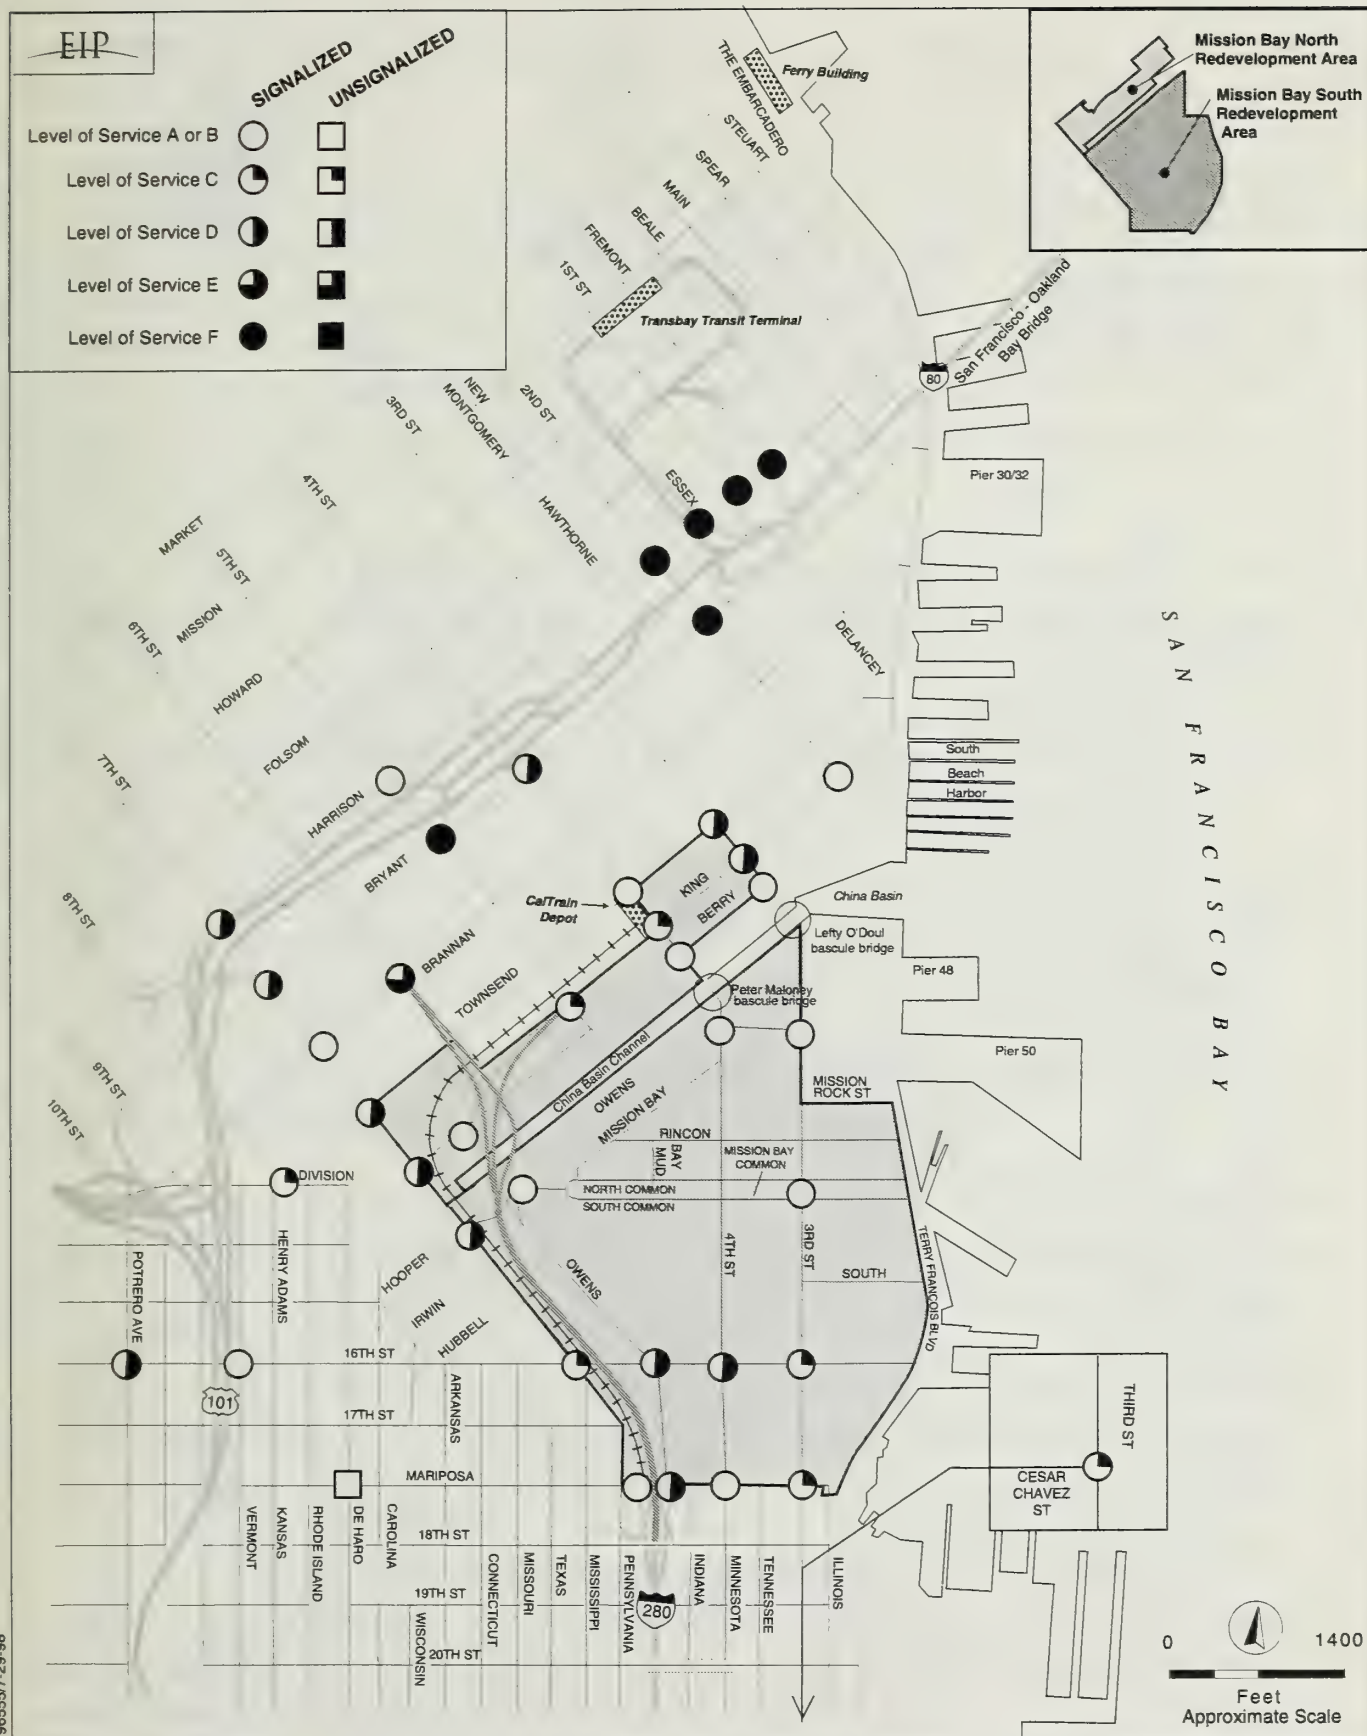 EIP
SIGNALIZED
UNSIGNALIZED
Level of Service A or B
Level of Service C
Level of Service D
Level of Service E
Level of Service F
Mission Bay North
Redevelopment Area
Mission Bay South
Redevelopment
Area
Ferry Building
THE EMBARCADERO
STEUART
SPEAR
MAIN
BEALE
FREMONT
1ST ST
Transbay Transit Terminal
San Francisco - Oakland
Bay Bridge
80
NEW
MONTGOMERY
2ND ST
3RD ST
4TH ST
ESSEX
HAWTHORNE
Pier 30/32
MARKET
5TH ST
MISSION
6TH ST
HOWARD
FOLSOM
7TH ST
HARRISON
DELANCEY
SAN FRANCISCO BAY
South
Beach
Harbor
BRYANT
8TH ST
CalTrain
Depot
KING
BERRY
China Basin
Lefty O'Doul
bascule bridge
BRANNAN
TOWNSEND
Pier 48
Peter Maloney
bascule bridge
Pier 50
China Basin Channel
OWENS
MISSION BAY
9TH ST
10TH ST
MISSION
ROCK ST
RINCON
BAY
MUD
MISSION BAY
COMMON
DIVISION
NORTH COMMON
SOUTH COMMON
HENRY ADAMS
POTRERO AVE
HOOPER
IRWIN
HUBBELL
OWENS
4TH ST
3RD ST
SOUTH
TERRY FRANCOIS BLVD
16TH ST
101
17TH ST
ARKANSAS
THIRD ST
CESAR
CHAVEZ
ST
MARIPOSA
VERMONT
KANSAS
RHODE ISLAND
DE HARO
CAROLINA
18TH ST
CONNECTICUT
MISSOURI
TEXAS
MISSISSIPPI
PENNSYLVANIA
INDIANA
MINNESOTA
TENNESSEE
ILLINOIS
19TH ST
WISCONSIN
280
20TH ST
0 1400
Feet
Approximate Scale